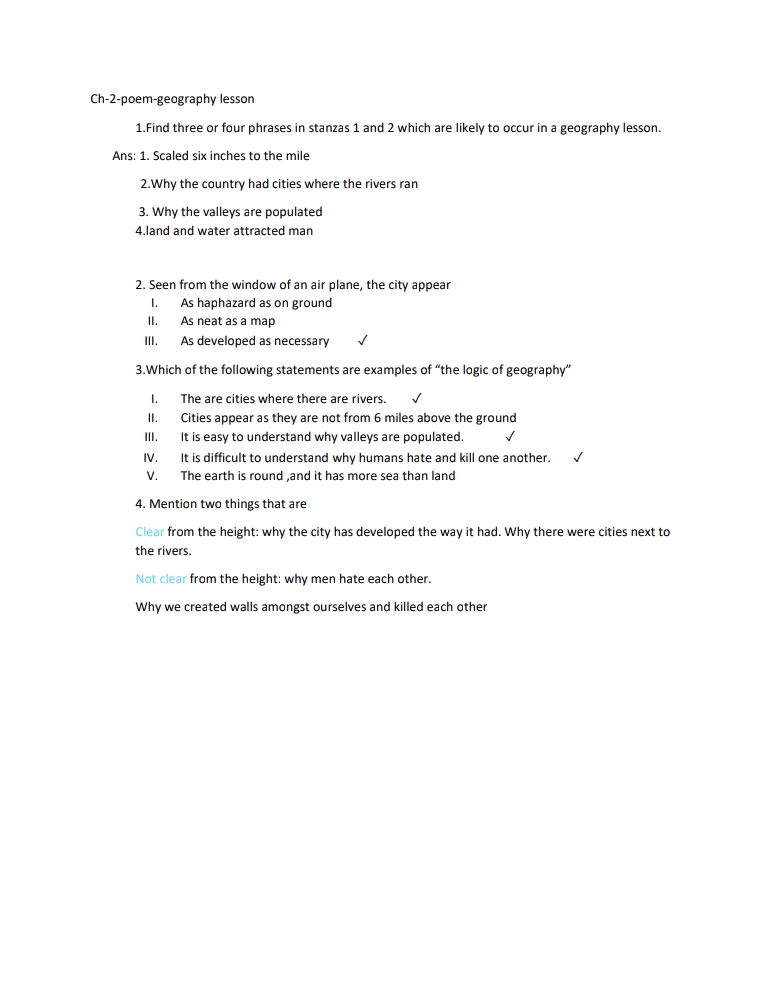 Ch-2-poem-geography lesson
1.Find three or four phrases in stanzas 1 and 2 which are likely to occur in a geography lesson.
Ans: 1. Scaled six inches to the mile
2.Why the country had cities where the rivers ran
3. Why the valleys are populated
4.land and water attracted man
2. Seen from the window of an air plane, the city appear
I. As haphazard as on ground
II. As neat as a map
III. As developed as necessary ✓
3.Which of the following statements are examples of “the logic of geography”
I. The are cities where there are rivers. ✓
II. Cities appear as they are not from 6 miles above the ground
III. It is easy to understand why valleys are populated. ✓
IV. It is difficult to understand why humans hate and kill one another. ✓
V. The earth is round ,and it has more sea than land
4. Mention two things that are
Clear from the height: why the city has developed the way it had. Why there were cities next to
the rivers.
Not clear from the height: why men hate each other.
Why we created walls amongst ourselves and killed each other